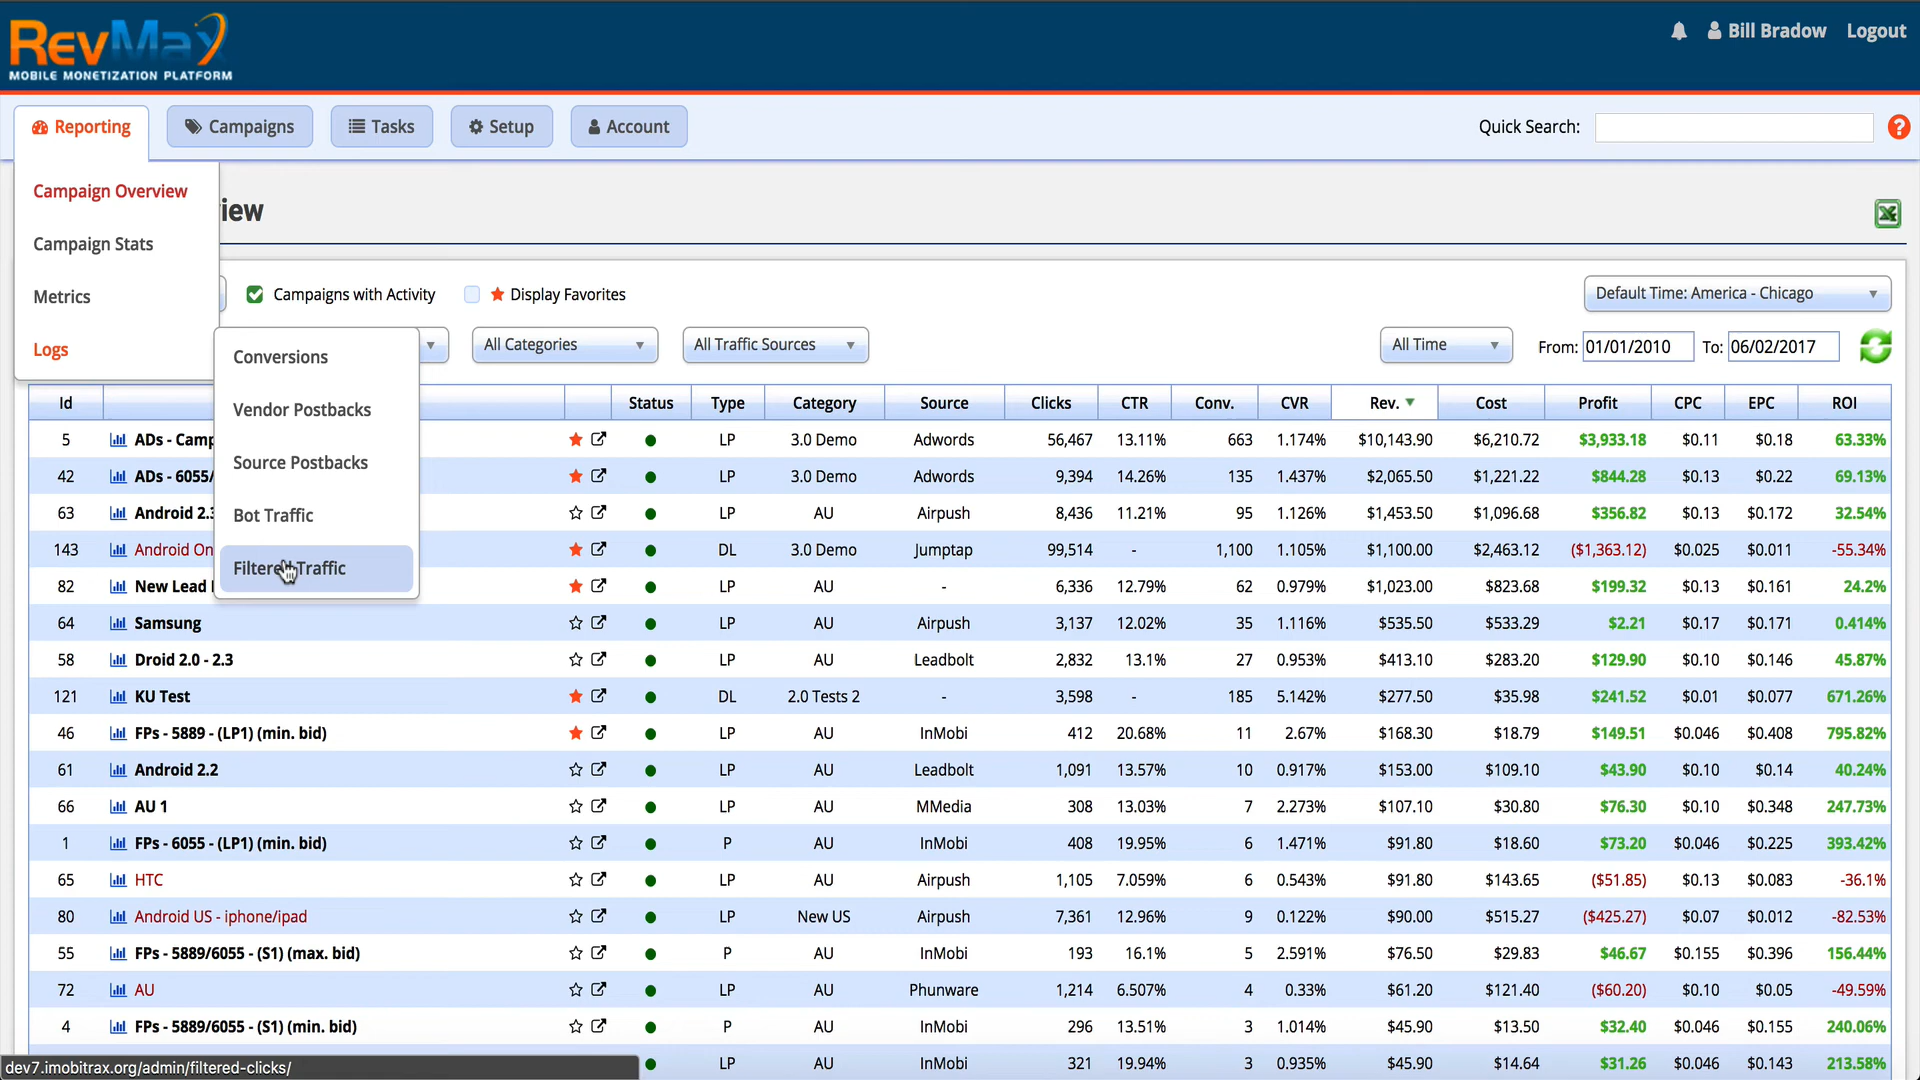 RevMax
MOBILE MONETIZATION PLATFORM
Bill Bradow Logout
Reporting Campaigns Tasks Setup Account Quick Search: ?
Campaign Overview
iew
Campaign Stats
Metrics
Logs
Campaigns with Activity Display Favorites Default Time: America - Chicago
All Categories All Traffic Sources All Time From: 01/01/2010 To: 06/02/2017
Conversions
Vendor Postbacks
Source Postbacks
Bot Traffic
Filtered Traffic
Id Status Type Category Source Clicks CTR Conv. CVR Rev. Cost Profit CPC EPC ROI
5 ADs - Camp LP 3.0 Demo Adwords 56,467 13.11% 663 1.174% $10,143.90 $6,210.72 $3,933.18 $0.11 $0.18 63.33%
42 ADs - 6055/ LP 3.0 Demo Adwords 9,394 14.26% 135 1.437% $2,065.50 $1,221.22 $844.28 $0.13 $0.22 69.13%
63 Android 2.3 LP AU Airpush 8,436 11.21% 95 1.126% $1,453.50 $1,096.68 $356.82 $0.13 $0.172 32.54%
143 Android On DL 3.0 Demo Jumptap 99,514 - 1,100 1.105% $1,100.00 $2,463.12 ($1,363.12) $0.025 $0.011 -55.34%
82 New Lead LP AU - 6,336 12.79% 62 0.979% $1,023.00 $823.68 $199.32 $0.13 $0.161 24.2%
64 Samsung LP AU Airpush 3,137 12.02% 35 1.116% $535.50 $533.29 $2.21 $0.17 $0.171 0.414%
58 Droid 2.0 - 2.3 LP AU Leadbolt 2,832 13.1% 27 0.953% $413.10 $283.20 $129.90 $0.10 $0.146 45.87%
121 KU Test DL 2.0 Tests 2 - 3,598 - 185 5.142% $277.50 $35.98 $241.52 $0.01 $0.077 671.26%
46 FPs - 5889 - (LP1) (min. bid) LP AU InMobi 412 20.68% 11 2.67% $168.30 $18.79 $149.51 $0.046 $0.408 795.82%
61 Android 2.2 LP AU Leadbolt 1,091 13.57% 10 0.917% $153.00 $109.10 $43.90 $0.10 $0.14 40.24%
66 AU 1 LP AU MMedia 308 13.03% 7 2.273% $107.10 $30.80 $76.30 $0.10 $0.348 247.73%
1 FPs - 6055 - (LP1) (min. bid) P AU InMobi 408 19.95% 6 1.471% $91.80 $18.60 $73.20 $0.046 $0.225 393.42%
65 HTC LP AU Airpush 1,105 7.059% 6 0.543% $91.80 $143.65 ($51.85) $0.13 $0.083 -36.1%
80 Android US - iphone/ipad LP New US Airpush 7,361 12.96% 9 0.122% $90.00 $515.27 ($425.27) $0.07 $0.012 -82.53%
55 FPs - 5889/6055 - (S1) (max. bid) P AU InMobi 193 16.1% 5 2.591% $76.50 $29.83 $46.67 $0.155 $0.396 156.44%
72 AU LP AU Phunware 1,214 6.507% 4 0.33% $61.20 $121.40 ($60.20) $0.10 $0.05 -49.59%
4 FPs - 5889/6055 - (S1) (min. bid) P AU InMobi 296 13.51% 3 1.014% $45.90 $13.50 $32.40 $0.046 $0.155 240.06%
LP AU InMobi 321 19.94% 3 0.935% $45.90 $14.64 $31.26 $0.046 $0.143 213.58%
dev7.imobitrax.org/admin/filtered-clicks/